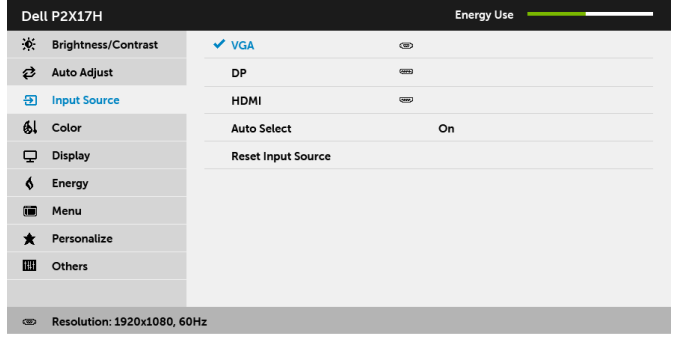 Dell P2X17H Energy Use
Brightness/Contrast VGA
Auto Adjust DP
Input Source HDMI
Color Auto Select On
Display Reset Input Source
Energy
Menu
Personalize
Others
Resolution: 1920x1080, 60Hz